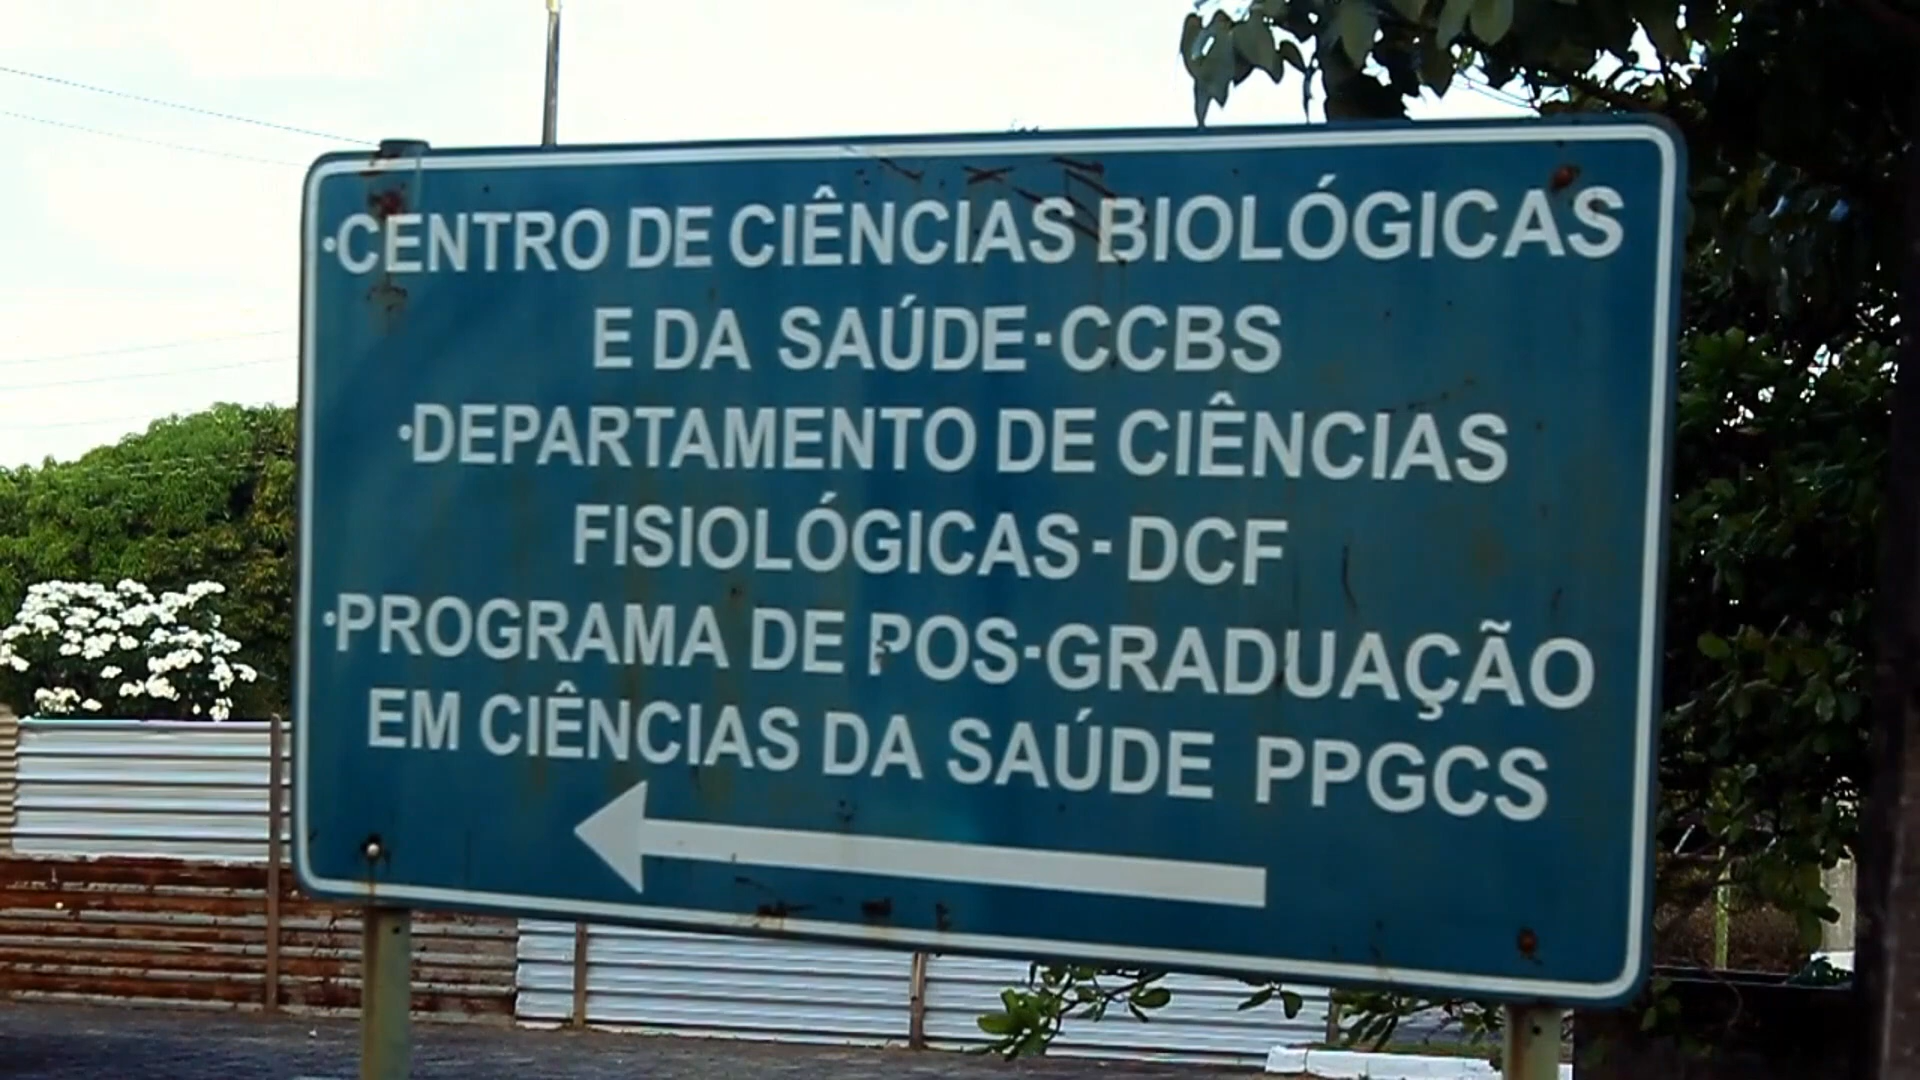 •CENTRO DE CIÊNCIAS BIOLÓGICAS
E DA SAÚDE-CCBS
•DEPARTAMENTO DE CIÊNCIAS
FISIOLÓGICAS-DCF
•PROGRAMA DE POS-GRADUAÇÃO
EM CIÊNCIAS DA SAÚDE PPGCS